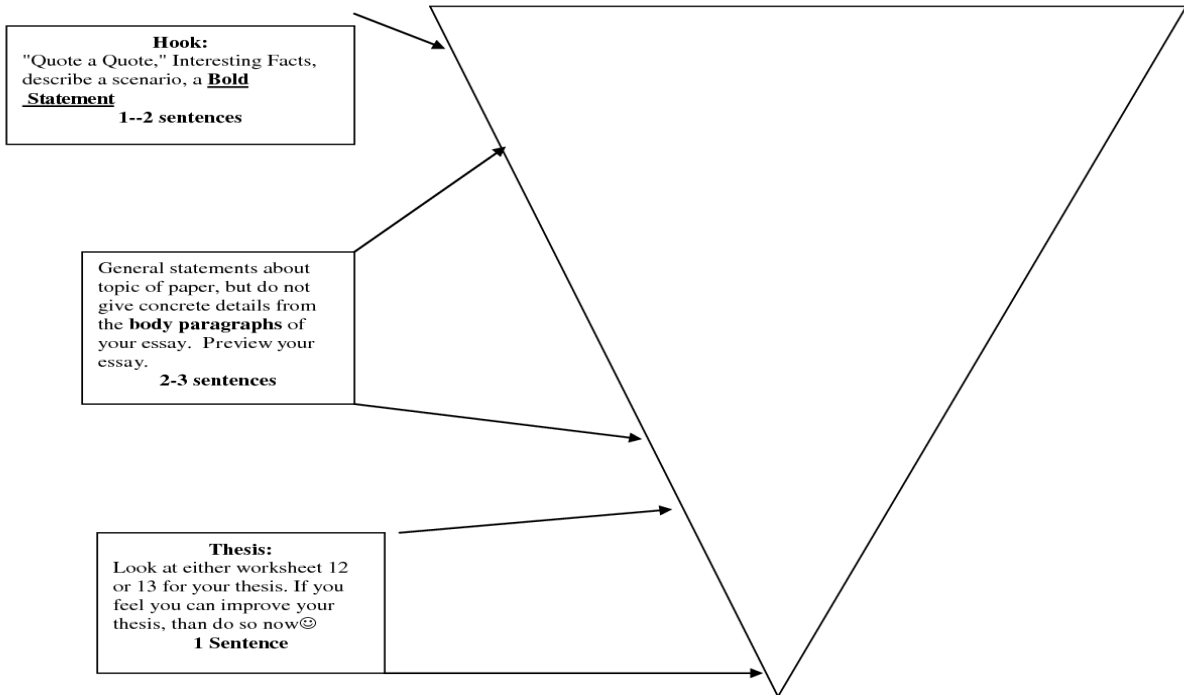 Hook:
"Quote a Quote," Interesting Facts,
describe a scenario, a Bold
Statement
1--2 sentences
General statements about
topic of paper, but do not
give concrete details from
the body paragraphs of
your essay. Preview your
essay.
2-3 sentences
Thesis:
Look at either worksheet 12
or 13 for your thesis. If you
feel you can improve your
thesis, than do so now☺
1 Sentence